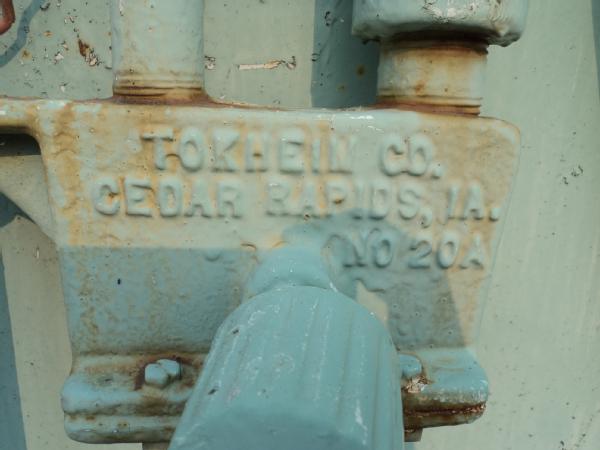 TOKHEIM CO.
CEDAR RAPIDS, IA.
NO 20A